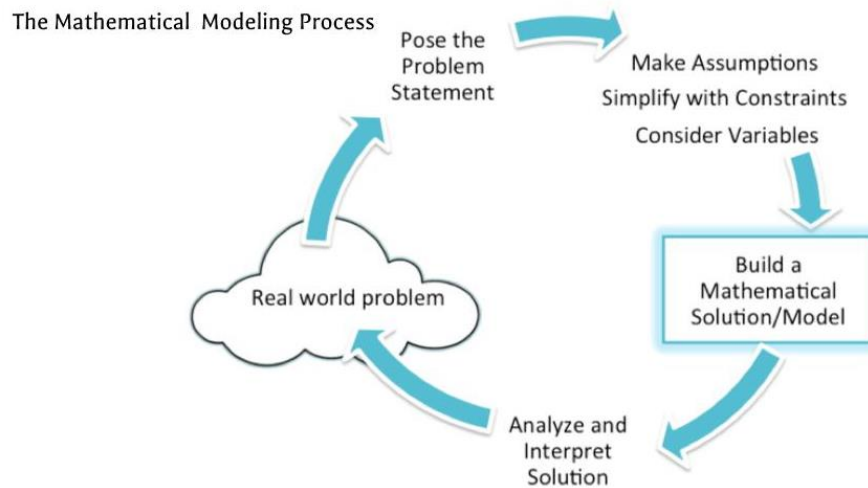 The Mathematical Modeling Process
Pose the
Problem
Statement
Make Assumptions
Simplify with Constraints
Consider Variables
Build a
Mathematical
Solution/Model
Analyze and
Interpret
Solution
Real world problem